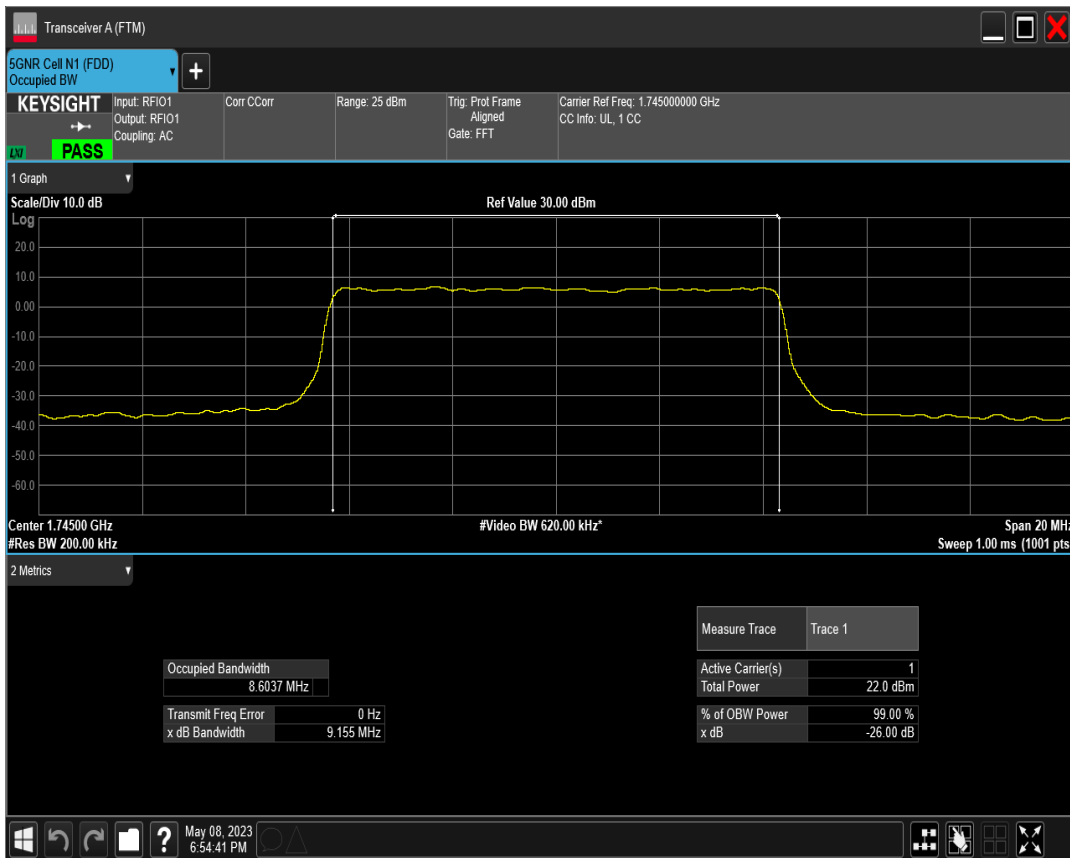 Transceiver A (FTM)
5GNR Cell N1 (FDD)
Occupied BW
+
KEYSIGHT
LXI
PASS
Input: RFIO1
Output: RFIO1
Coupling: AC
Corr CCorr
Range: 25 dBm
Trig: Prot Frame
Aligned
Gate: FFT
Carrier Ref Freq: 1.745000000 GHz
CC Info: UL, 1 CC
1 Graph
Scale/Div 10.0 dB
Ref Value 30.00 dBm
Log
20.0
10.0
0.00
-10.0
-20.0
-30.0
-40.0
-50.0
-60.0
Center 1.74500 GHz
#Video BW 620.00 kHz*
Span 20 MHz
#Res BW 200.00 kHz
Sweep 1.00 ms (1001 pts
2 Metrics
Measure Trace Trace 1
Occupied Bandwidth
8.6037 MHz
Active Carrier(s) 1
Total Power 22.0 dBm
Transmit Freq Error 0 Hz
x dB Bandwidth 9.155 MHz
% of OBW Power 99.00 %
x dB -26.00 dB
?
May 08, 2023
6:54:41 PM